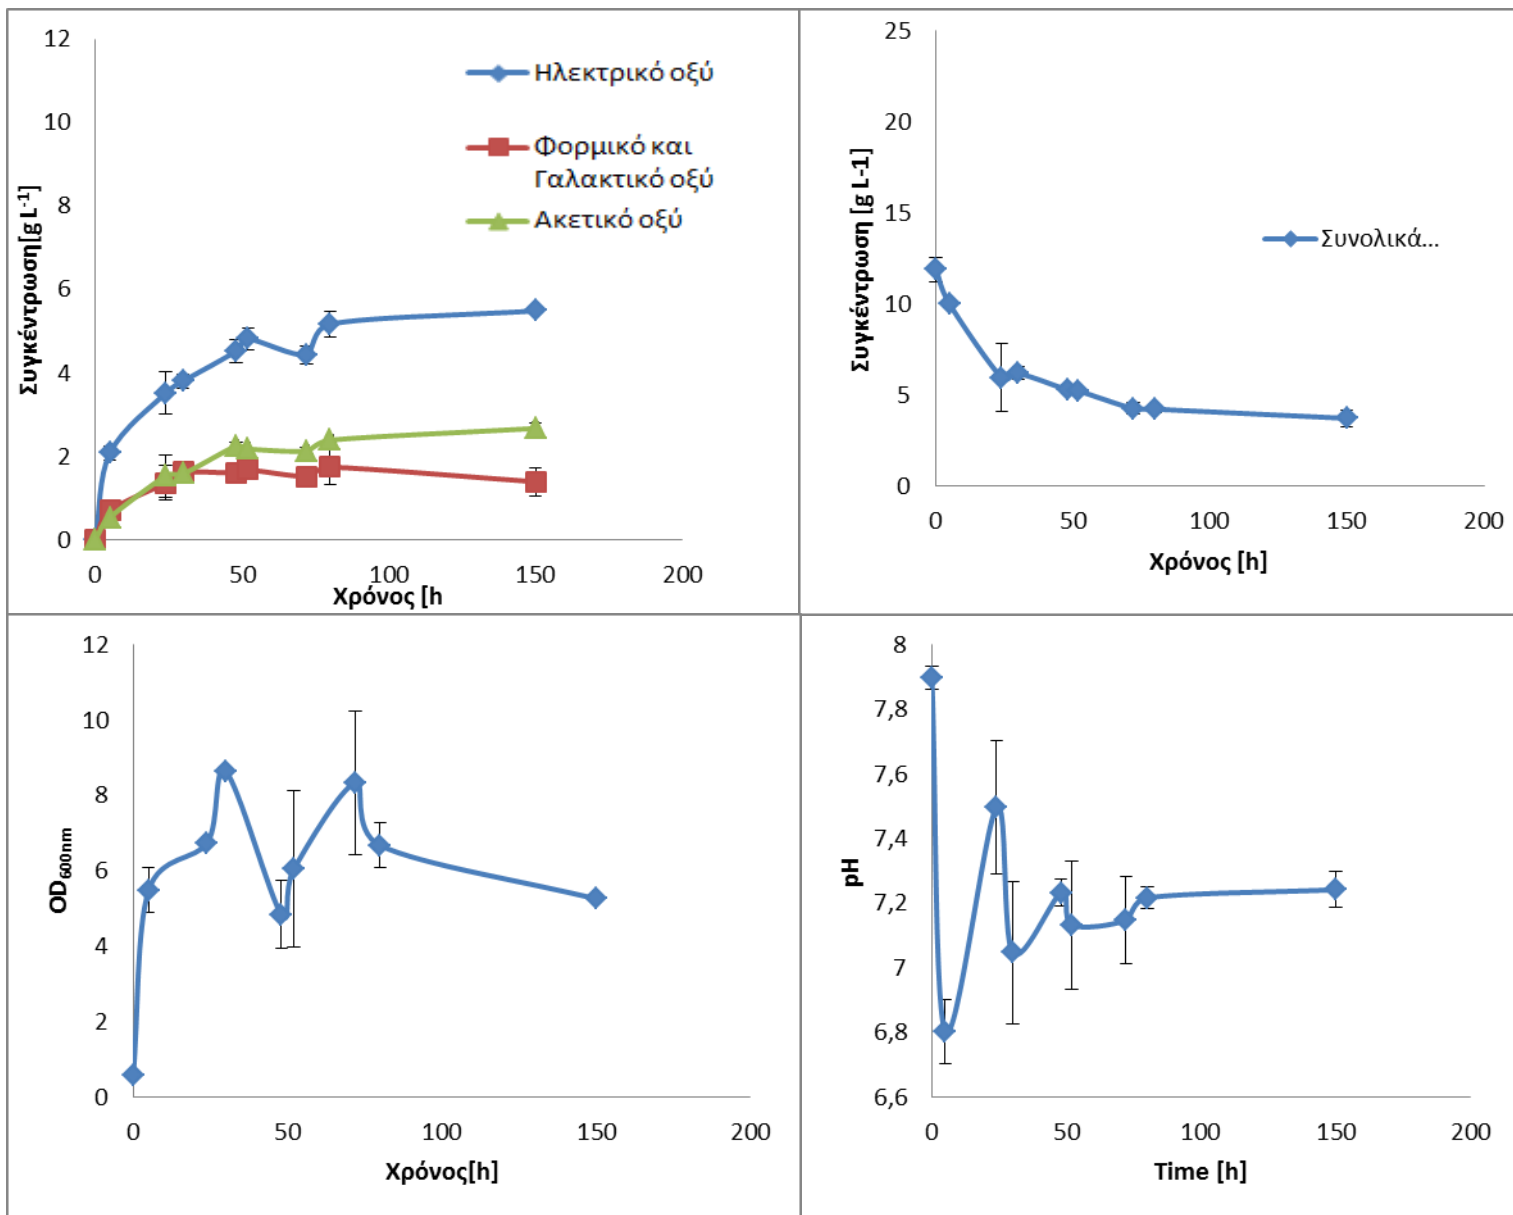 12
10
8
6
4
2
0
0 50 100 150 200
Συγκέντρωση[g L-1]
Χρόνος [h
Ηλεκτρικό οξύ
Φορμικό και
Γαλακτικό οξύ
Ακετικό οξύ
25
20
15
10
5
0
0 50 100 150 200
Συγκέντρωση [g L-1]
Χρόνος [h]
Συνολικά...
12
10
8
6
4
2
0
0 50 100 150 200
OD600nm
Χρόνος[h]
8
7,8
7,6
7,4
7,2
7
6,8
6,6
0 50 100 150 200
pH
Time [h]